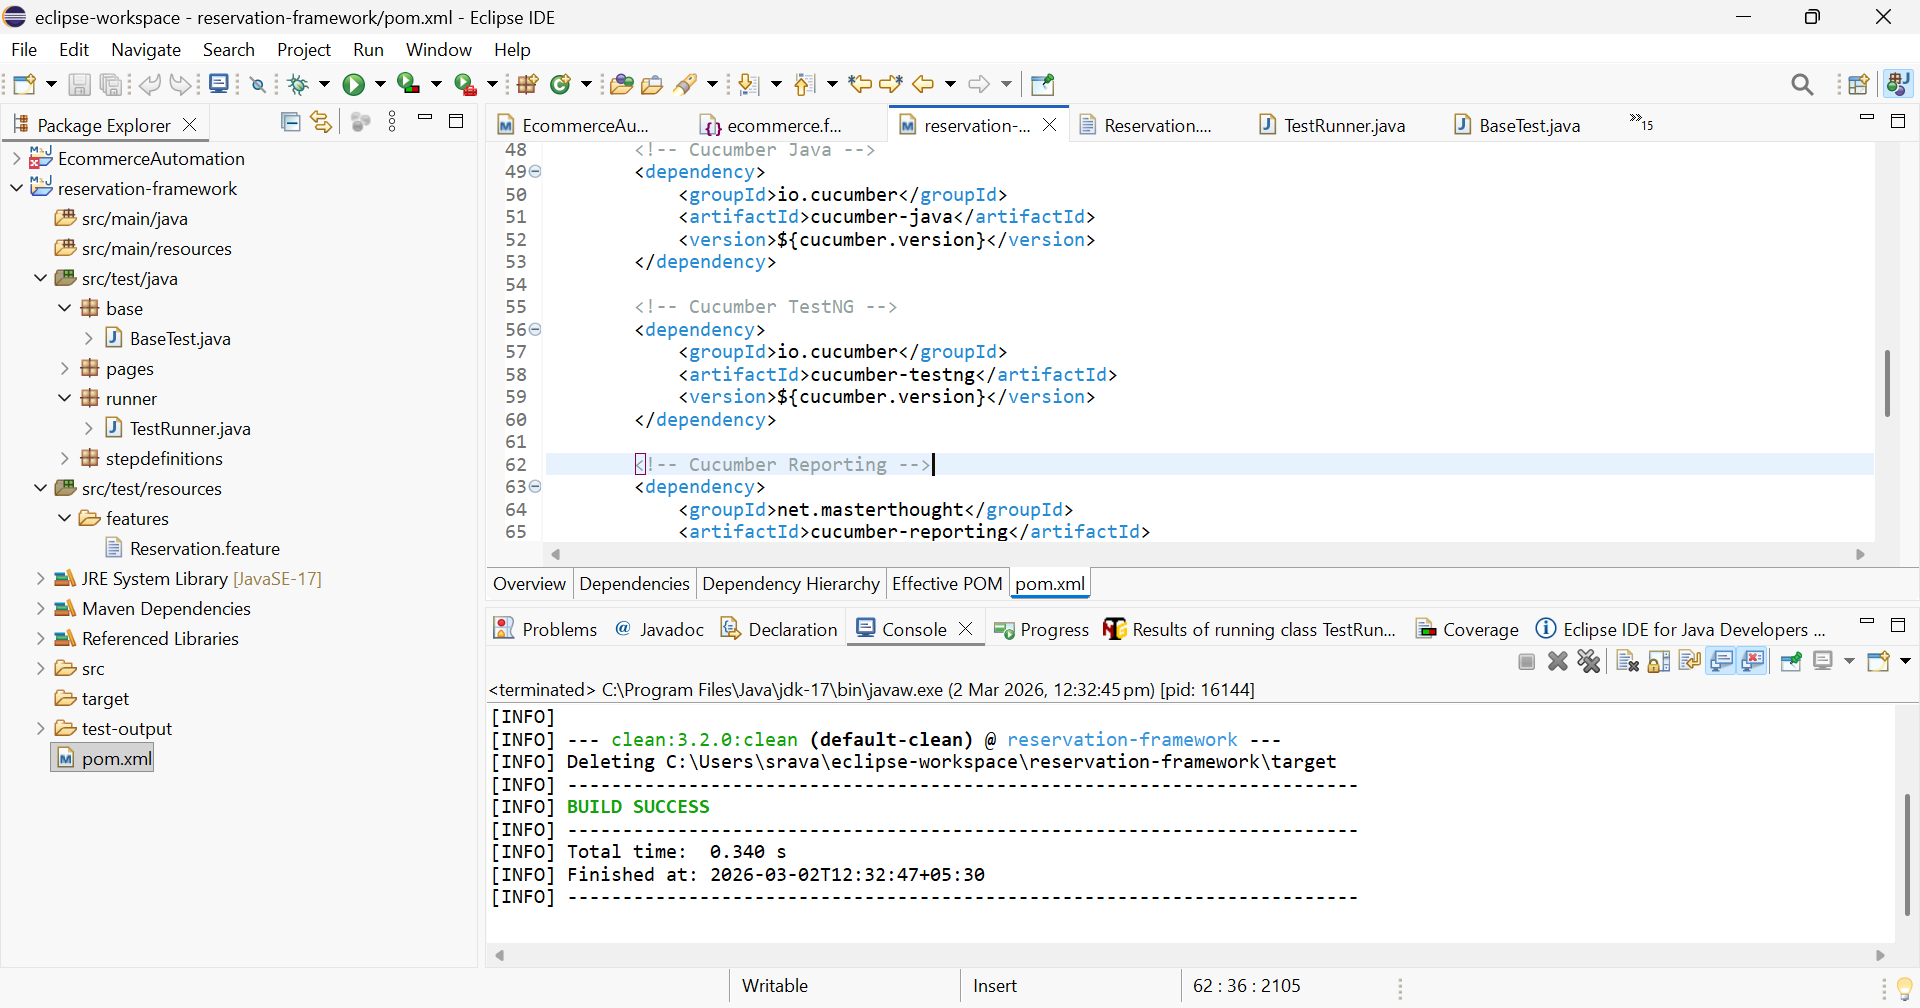 eclipse-workspace - reservation-framework/pom.xml - Eclipse IDE
File Edit Navigate Search Project Run Window Help
Package Explorer
EcommerceAutomation
reservation-framework
src/main/java
src/main/resources
src/test/java
base
BaseTest.java
pages
runner
TestRunner.java
stepdefinitions
src/test/resources
features
Reservation.feature
JRE System Library [JavaSE-17]
Maven Dependencies
Referenced Libraries
src
target
test-output
pom.xml
EcommerceAu... ecommerce.f... reservation-... Reservation.... TestRunner.java BaseTest.java »15
48 <!-- Cucumber Java -->
49 <dependency>
50 <groupId>io.cucumber</groupId>
51 <artifactId>cucumber-java</artifactId>
52 <version>${cucumber.version}</version>
53 </dependency>
54
55 <!-- Cucumber TestNG -->
56 <dependency>
57 <groupId>io.cucumber</groupId>
58 <artifactId>cucumber-testng</artifactId>
59 <version>${cucumber.version}</version>
60 </dependency>
61
62 <!-- Cucumber Reporting -->
63 <dependency>
64 <groupId>net.masterthought</groupId>
65 <artifactId>cucumber-reporting</artifactId>
Overview Dependencies Dependency Hierarchy Effective POM pom.xml
Problems Javadoc Declaration Console Progress Results of running class TestRun... Coverage Eclipse IDE for Java Developers ...
<terminated> C:\Program Files\Java\jdk-17\bin\javaw.exe (2 Mar 2026, 12:32:45 pm) [pid: 16144]
[INFO]
[INFO] --- clean:3.2.0:clean (default-clean) @ reservation-framework ---
[INFO] Deleting C:\Users\srava\eclipse-workspace\reservation-framework\target
[INFO] ------------------------------------------------------------------------
[INFO] BUILD SUCCESS
[INFO] ------------------------------------------------------------------------
[INFO] Total time:  0.340 s
[INFO] Finished at: 2026-03-02T12:32:47+05:30
[INFO] ------------------------------------------------------------------------
Writable Insert 62 : 36 : 2105